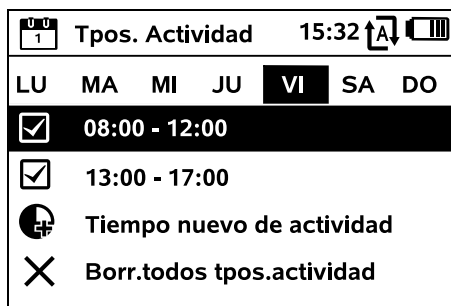 1 Tpos. Actividad 15:32 A
LU MA MI JU VI SA DO
08:00 - 12:00
13:00 - 17:00
Tiempo nuevo de actividad
Borr.todos tpos.actividad